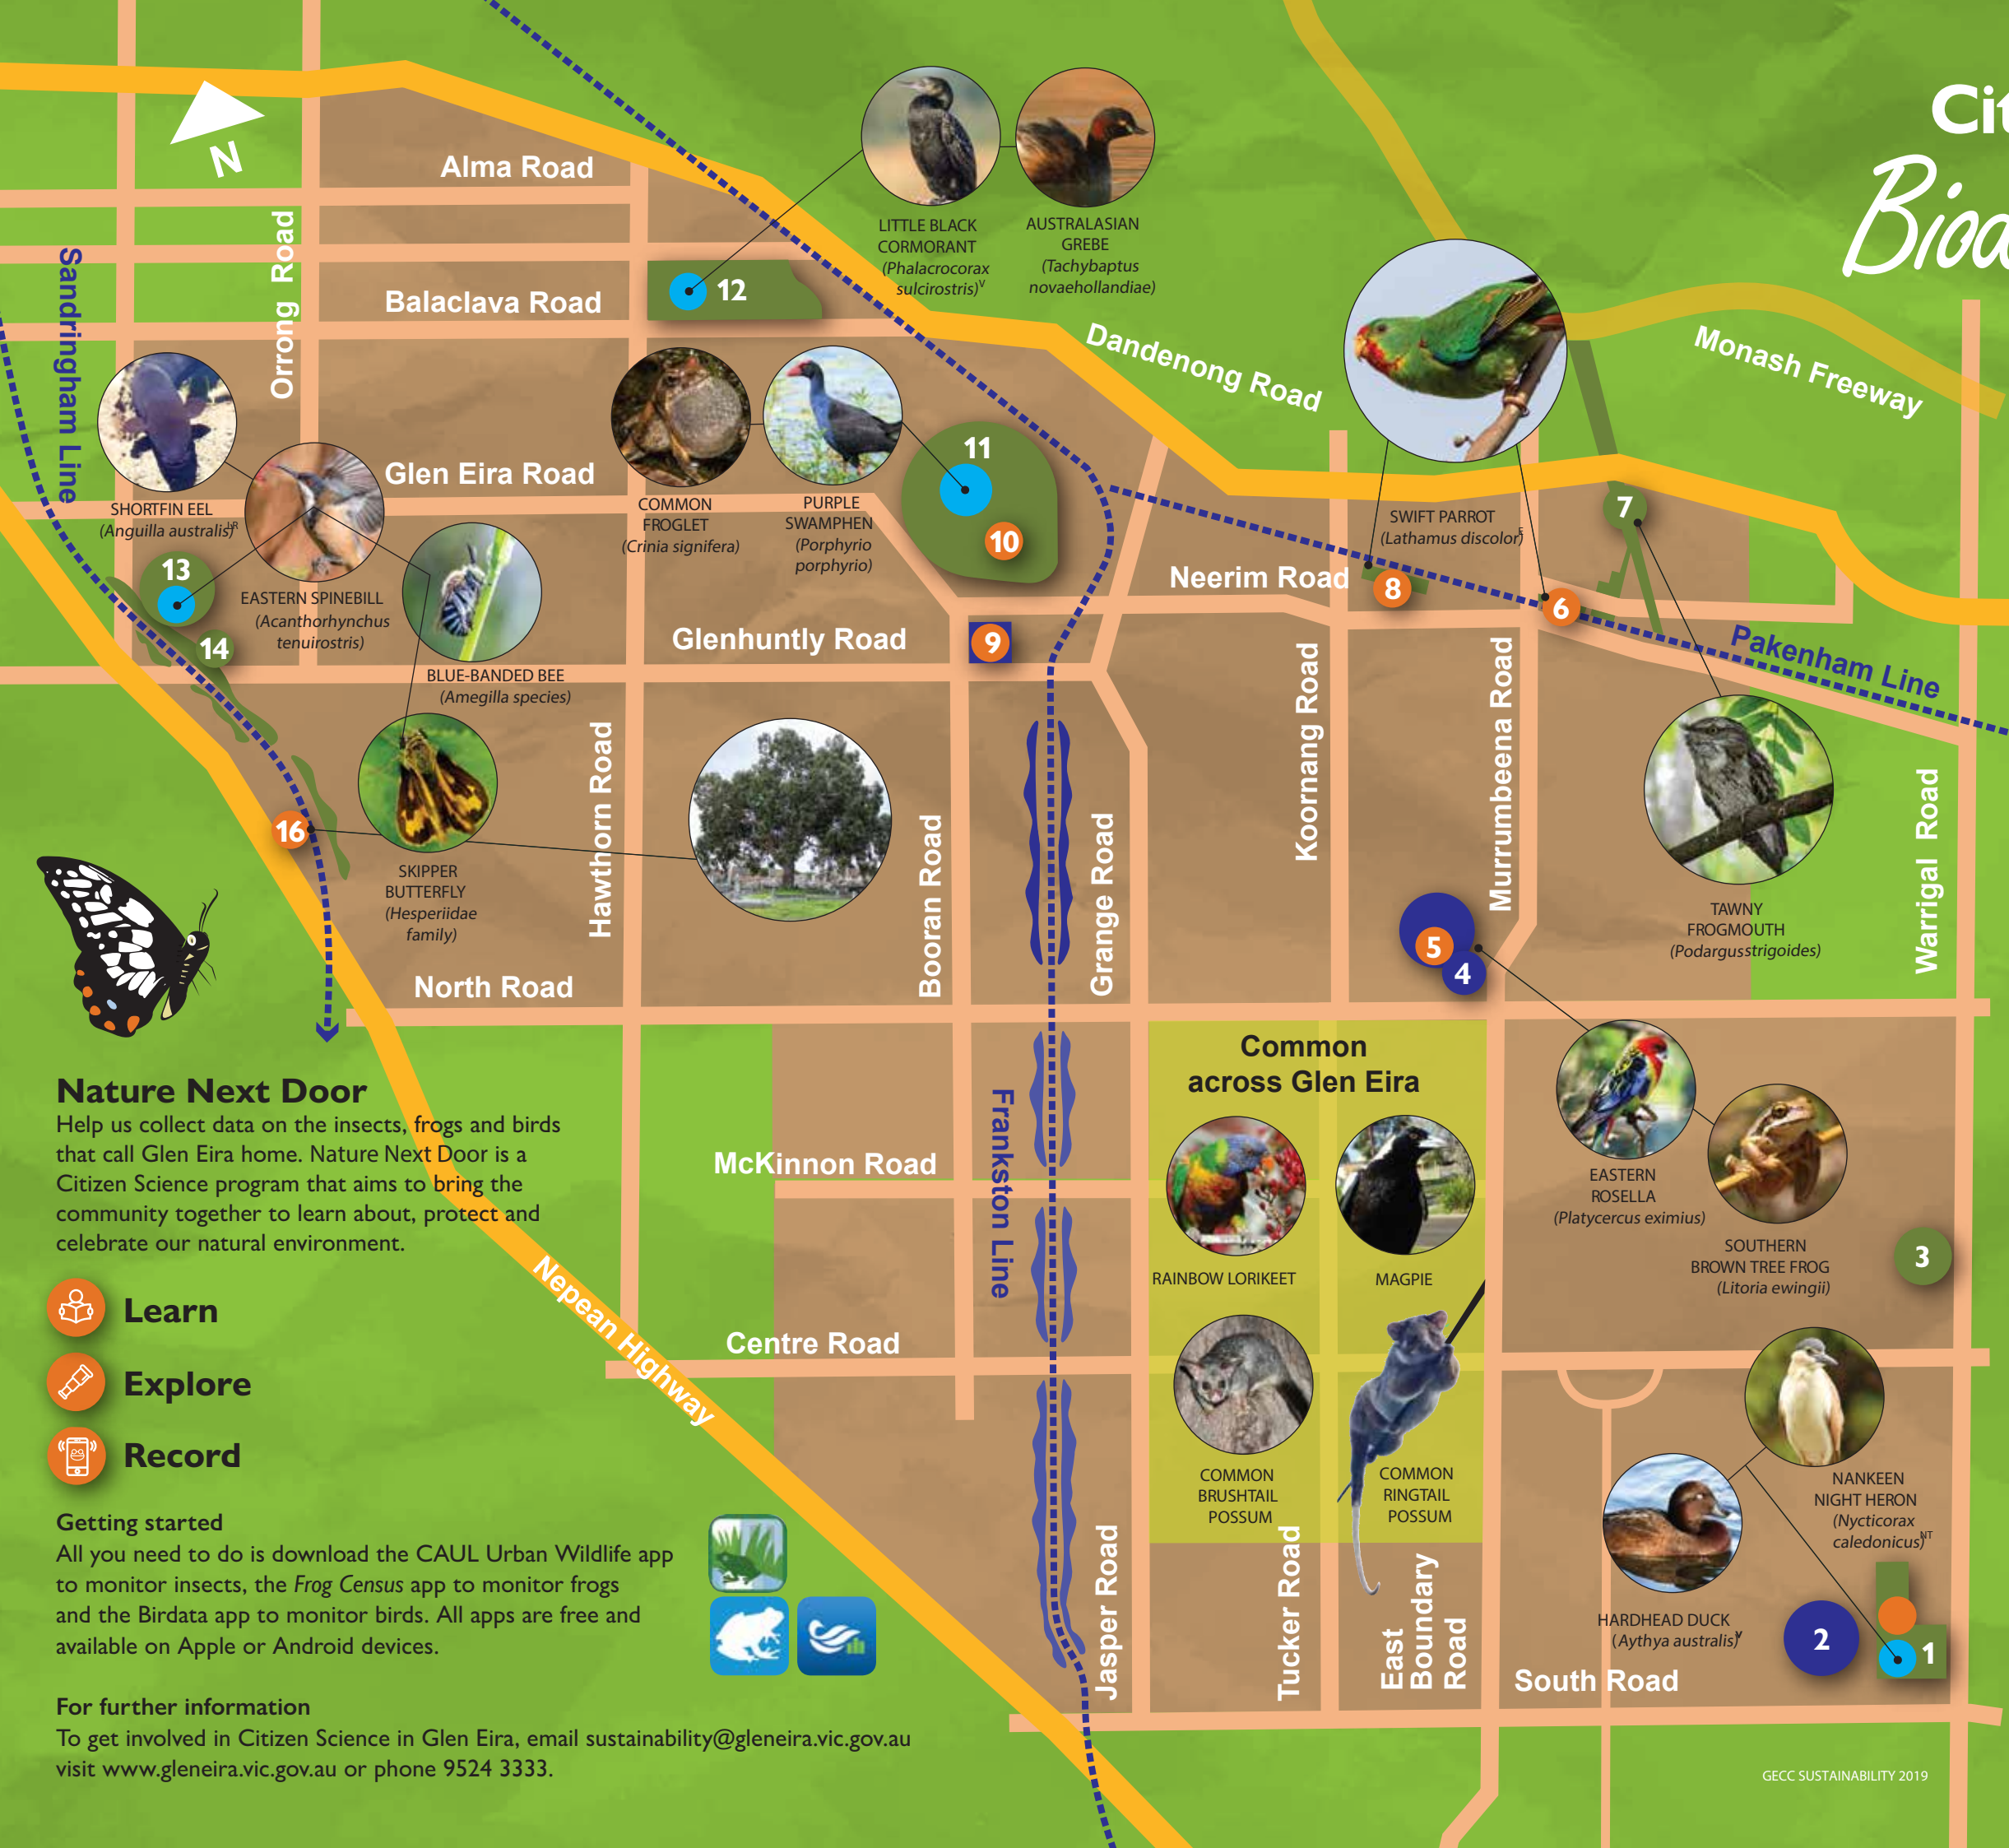 Cit
Biod
N
Alma Road
Sandringham Line
Orrong Road
Balaclava Road
12
LITTLE BLACK
CORMORANT
(Phalacrocorax
sulcirostris)V
AUSTRALASIAN
GREBE
(Tachybaptus
novaehollandiae)
Dandenong Road
Monash Freeway
Glen Eira Road
SHORTFIN EEL
(Anguilla australis)LR
COMMON
FROGLET
(Crinia signifera)
PURPLE
SWAMPHEN
(Porphyrio
porphyrio)
11
10
SWIFT PARROT
(Lathamus discolor)E
7
13
14
EASTERN SPINEBILL
(Acanthorhynchus
tenuirostris)
Neerim Road
8
6
Glenhuntly Road
9
Pakenham Line
BLUE-BANDED BEE
(Amegilla species)
16
SKIPPER
BUTTERFLY
(Hesperiidae
family)
Hawthorn Road
Booran Road
Grange Road
Koornang Road
Murrumbeena Road
Warrigal Road
TAWNY
FROGMOUTH
(Podargusstrigoides)
5
4
North Road
Common
across Glen Eira
RAINBOW LORIKEET
MAGPIE
COMMON
BRUSHTAIL
POSSUM
COMMON
RINGTAIL
POSSUM
EASTERN
ROSELLA
(Platycercus eximius)
SOUTHERN
BROWN TREE FROG
(Litoria ewingii)
3
McKinnon Road
Frankston Line
Centre Road
Nepean Highway
Jasper Road
Tucker Road
East
Boundary
Road
NANKEEN
NIGHT HERON
(Nycticorax
caledonicus)NT
HARDHEAD DUCK
(Aythya australis)V
2
1
South Road
Nature Next Door
Help us collect data on the insects, frogs and birds
that call Glen Eira home. Nature Next Door is a
Citizen Science program that aims to bring the
community together to learn about, protect and
celebrate our natural environment.
Learn
Explore
Record
Getting started
All you need to do is download the CAUL Urban Wildlife app
to monitor insects, the Frog Census app to monitor frogs
and the Birdata app to monitor birds. All apps are free and
available on Apple or Android devices.
For further information
To get involved in Citizen Science in Glen Eira, email sustainability@gleneira.vic.gov.au
visit www.gleneira.vic.gov.au or phone 9524 3333.
GECC SUSTAINABILITY 2019